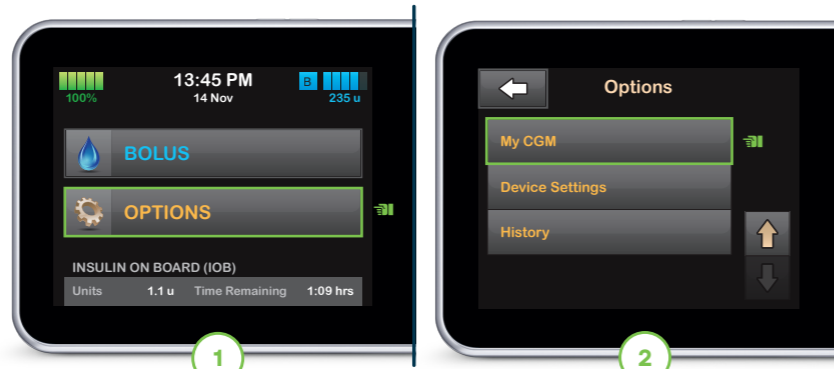 13:45 PM
14 Nov
100%
B
235 u
BOLUS
OPTIONS
INSULIN ON BOARD (IOB)
Units 1.1 u Time Remaining 1:09 hrs
1
Options
My CGM
Device Settings
History
2